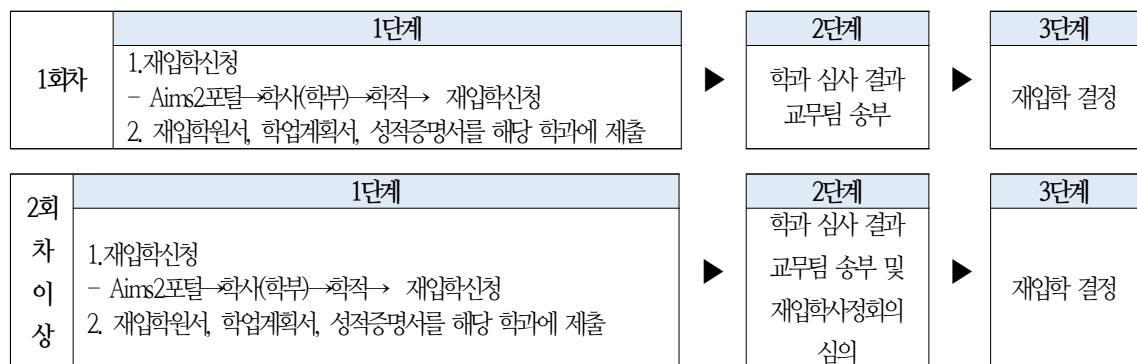 1회차
1단계
1.재입학신청
- Aims2포털→학사(학부)→학적→ 재입학신청
2. 재입학원서, 학업계획서, 성적증명서를 해당 학과에 제출
▶
2단계
학과 심사 결과
교무팀 송부
▶
3단계
재입학 결정
2회
차
이
상
1단계
1.재입학신청
- Aims2포털→학사(학부)→학적→ 재입학신청
2. 재입학원서, 학업계획서, 성적증명서를 해당 학과에 제출
▶
2단계
학과 심사 결과
교무팀 송부 및
재입학사정회의
심의
▶
3단계
재입학 결정